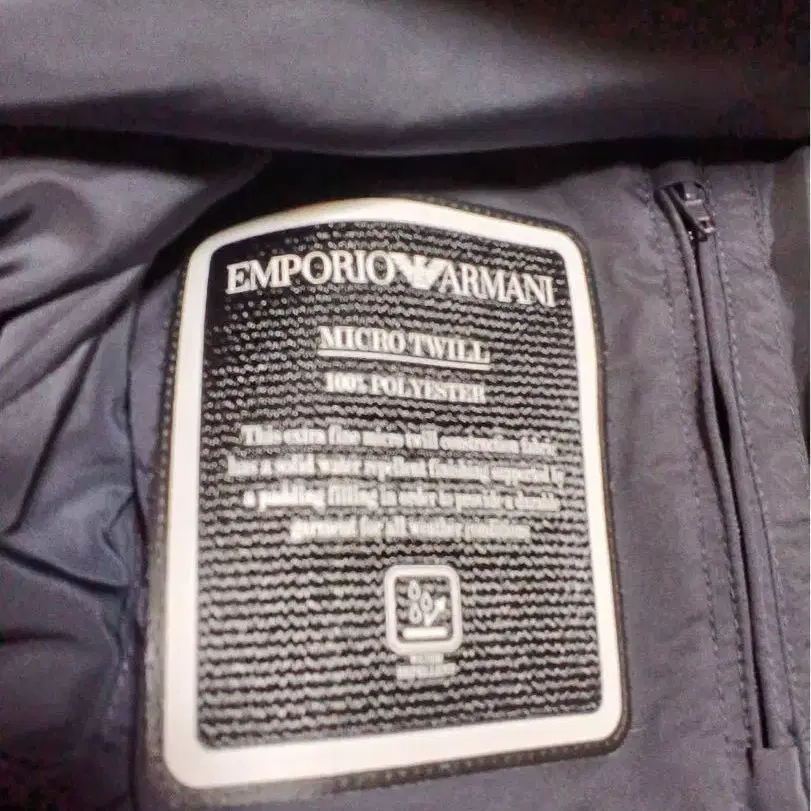 EMPORIO ARMANI
MICRO TWILL
100% POLYESTER
This extra fine micro twill construction fabric
has a solid water repellent finishing supported by
a padding filling in order to provide a durable
garment for all weather conditions